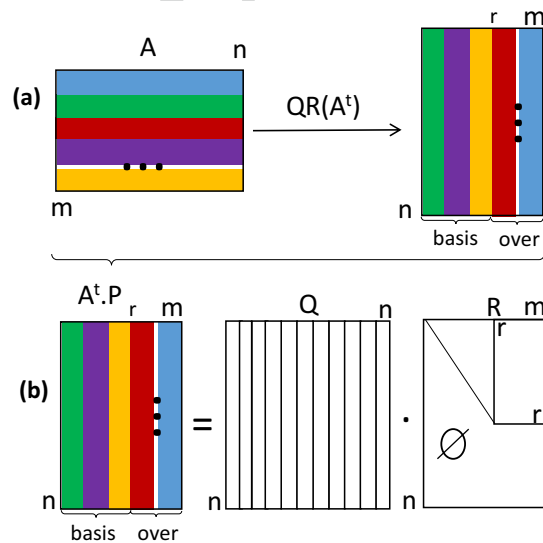 A n
r m
(a)
QR(Aᵗ)
m
n
basis over
Aᵗ.P r m
Q n
R m
r
(b)
=
.
r
∅
n
n
n
basis over